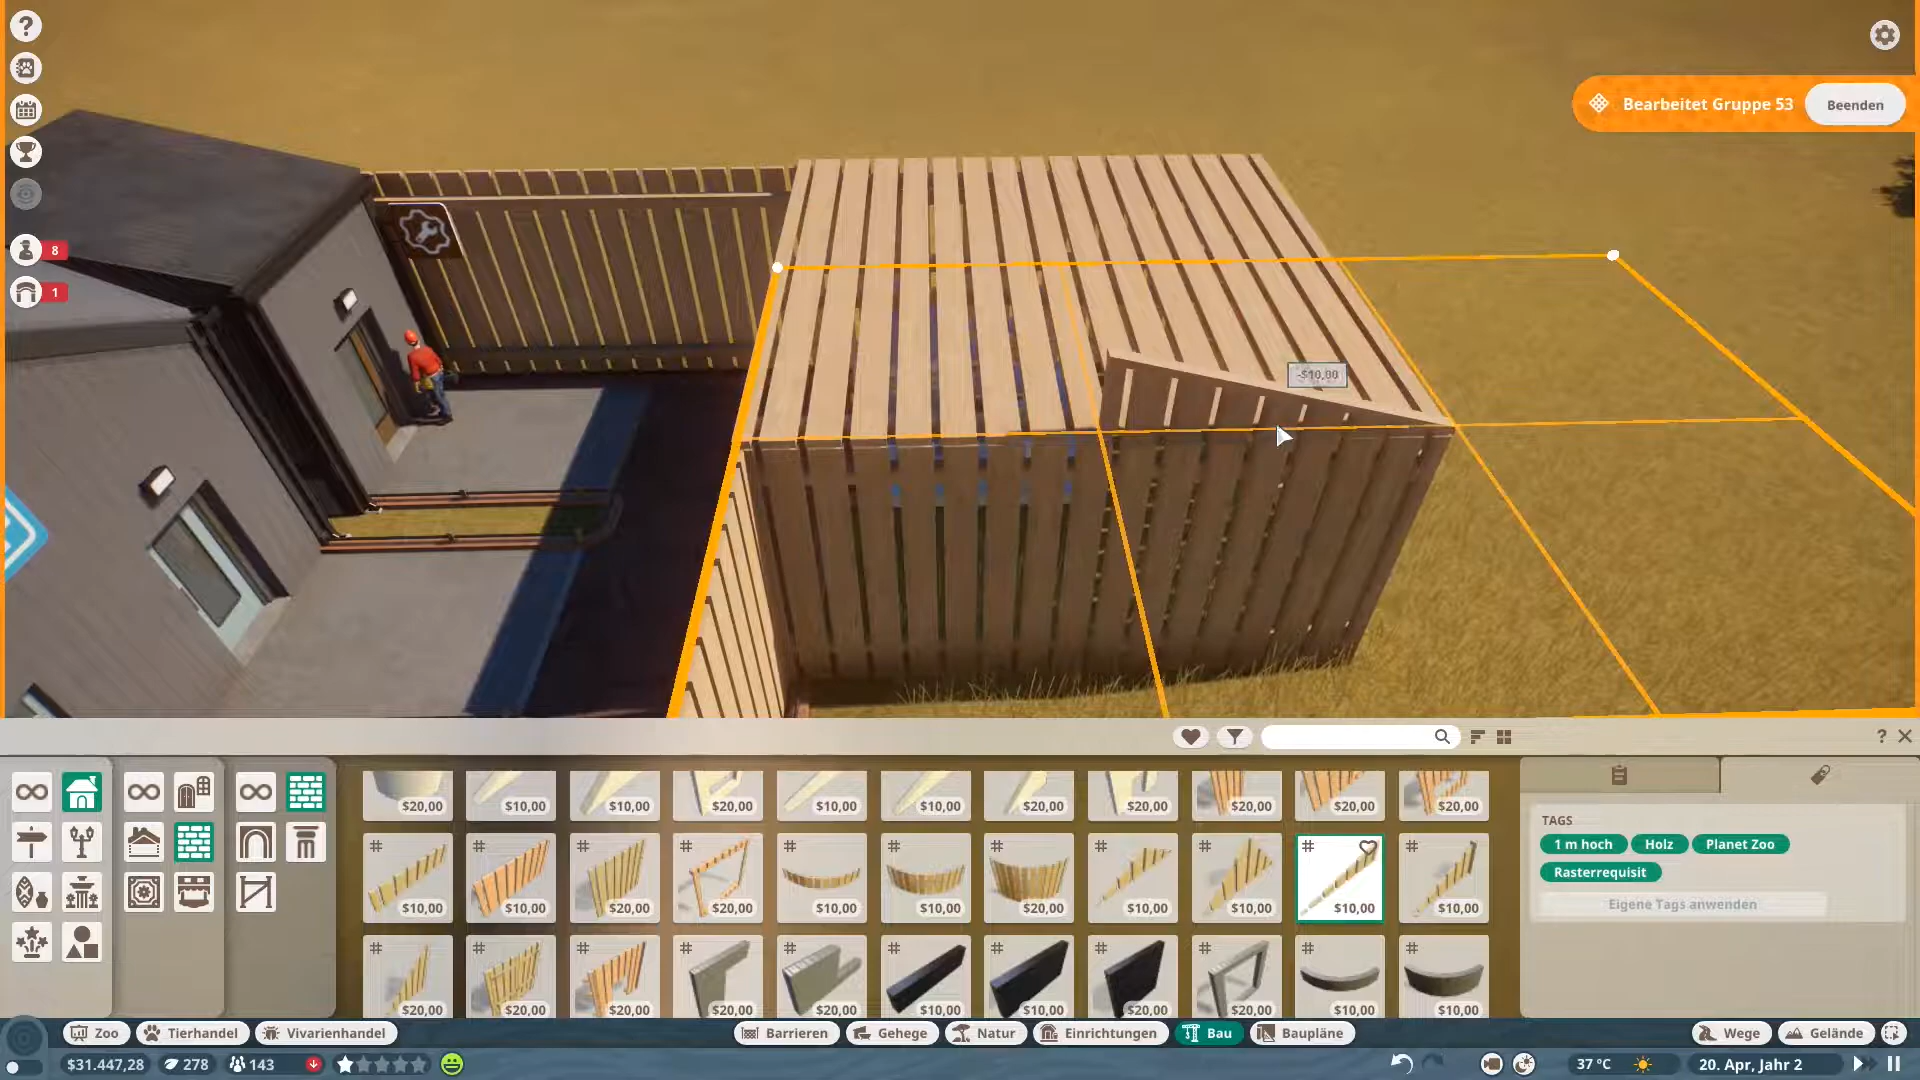 ?
Bearbeitet Gruppe 53
Beenden
8
1
-$10,00
?
$20,00 $10,00 $10,00 $20,00 $10,00 $10,00 $20,00 $20,00 $20,00 $20,00 $20,00
$10,00 $10,00 $20,00 $20,00 $10,00 $10,00 $20,00 $10,00 $10,00 $10,00 $10,00
$20,00 $20,00 $20,00 $20,00 $20,00 $10,00 $10,00 $20,00 $20,00 $10,00 $10,00
TAGS
1 m hoch
Holz
Planet Zoo
Rasterrequisit
Eigene Tags anwenden
Zoo
Tierhandel
Vivarienhandel
Barrieren
Gehege
Natur
Einrichtungen
Bau
Baupläne
Wege
Gelände
$31.447,28
278
143
37 °C
20. Apr, Jahr 2